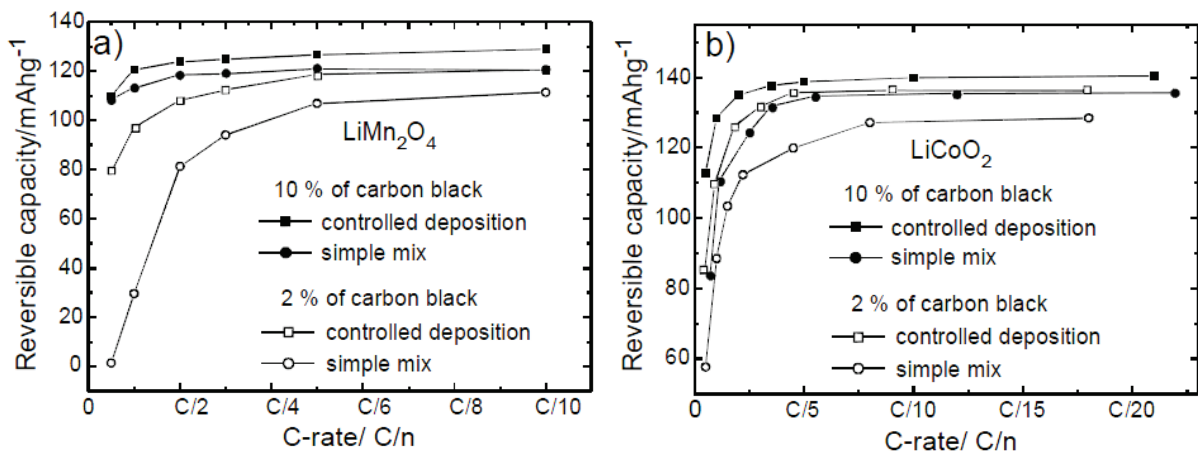 a)
Reversible capacity/mAhg-1
140
120
100
80
60
40
20
0
LiMn2O4
10 % of carbon black
controlled deposition
simple mix
2 % of carbon black
controlled deposition
simple mix
0 C/2 C/4 C/6 C/8 C/10
C-rate/ C/n
b)
Reversible capacity/mAhg-1
140
120
100
80
60
LiCoO2
10 % of carbon black
controlled deposition
simple mix
2 % of carbon black
controlled deposition
simple mix
0 C/5 C/10 C/15 C/20
C-rate/ C/n